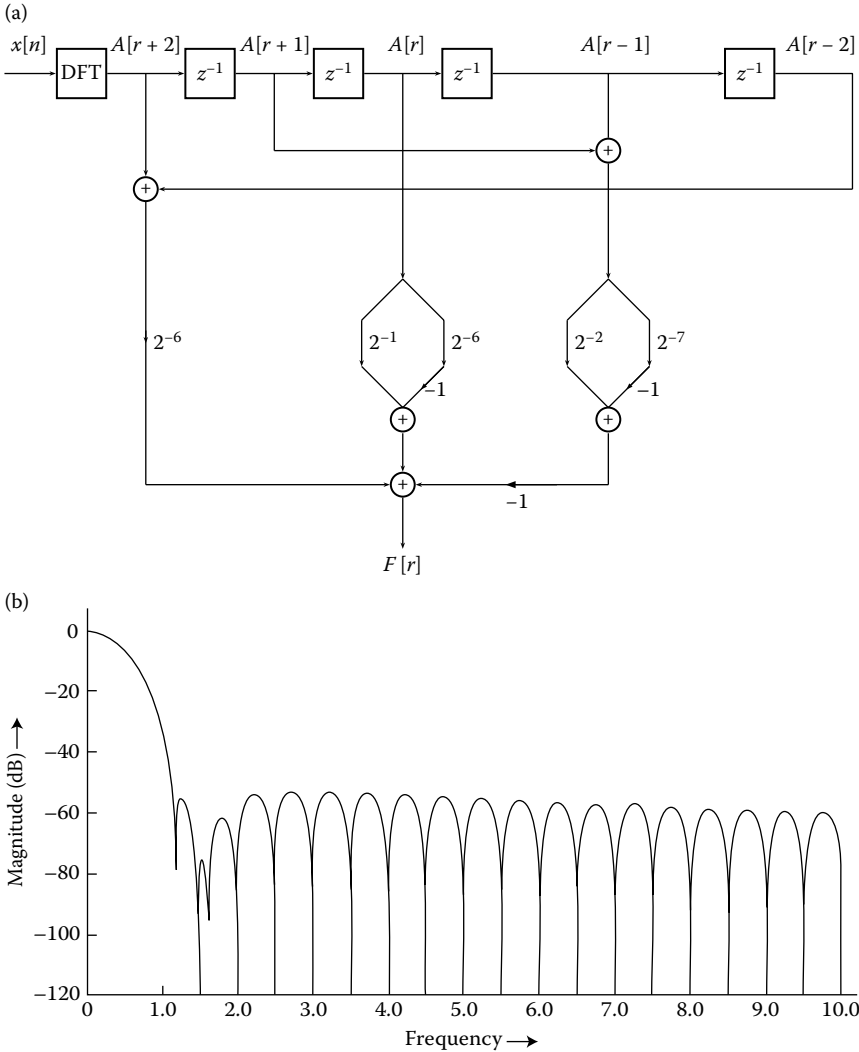 (a)
x[n] A[r + 2] A[r + 1] A[r] A[r – 1] A[r – 2]
DFT z⁻¹ z⁻¹ z⁻¹ z⁻¹
+
+
2⁻⁶ 2⁻¹ 2⁻⁶ 2⁻² 2⁻⁷
–1 –1
+ +
+
–1
F [r]
(b)
0
–20
–40
–60
–80
–100
–120
Magnitude (dB)
0 1.0 2.0 3.0 4.0 5.0 6.0 7.0 8.0 9.0 10.0
Frequency